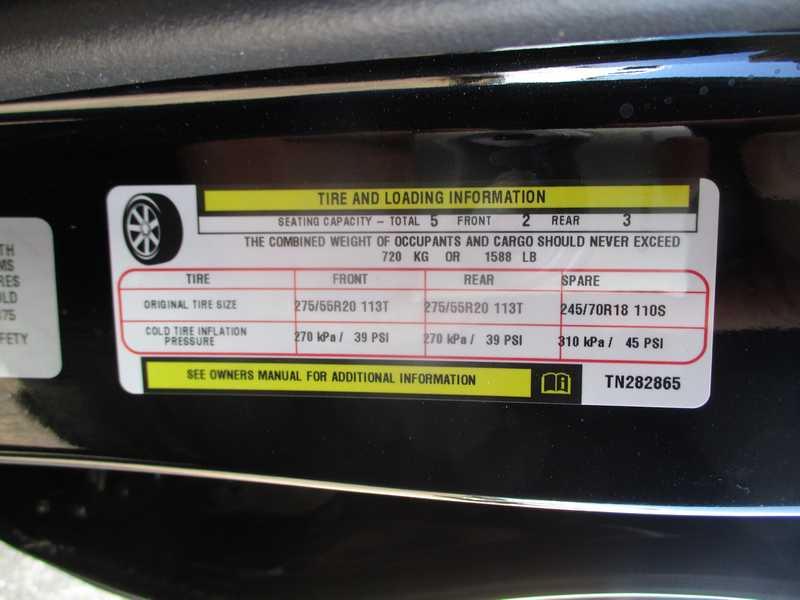 TIRE AND LOADING INFORMATION
SEATING CAPACITY - TOTAL 5 FRONT 2 REAR 3
THE COMBINED WEIGHT OF OCCUPANTS AND CARGO SHOULD NEVER EXCEED
720 KG OR 1588 LB
TIRE FRONT REAR SPARE
ORIGINAL TIRE SIZE 275/55R20 113T 275/55R20 113T 245/70R18 110S
COLD TIRE INFLATION PRESSURE 270 kPa / 39 PSI 270 kPa / 39 PSI 310 kPa / 45 PSI
SEE OWNERS MANUAL FOR ADDITIONAL INFORMATION
TN282865